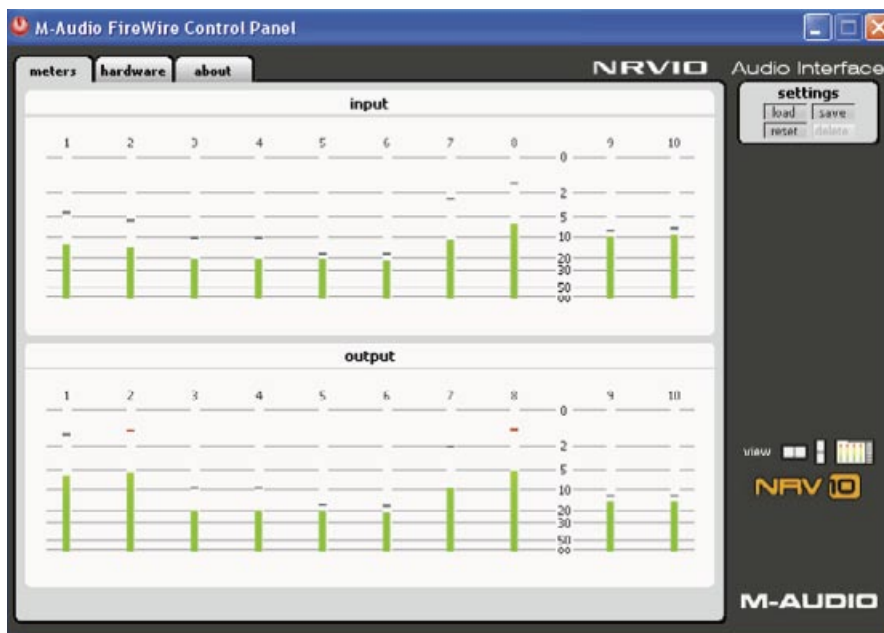 M-Audio FireWire Control Panel
meters hardware about
NRV10 Audio Interface
settings
load save
reset delete
input
1 2 3 4 5 6 7 8 9 10
0
2
5
10
20
30
50
∞
output
1 2 3 4 5 6 7 8 9 10
0
2
5
10
20
30
50
∞
view
NRV 10
M-AUDIO